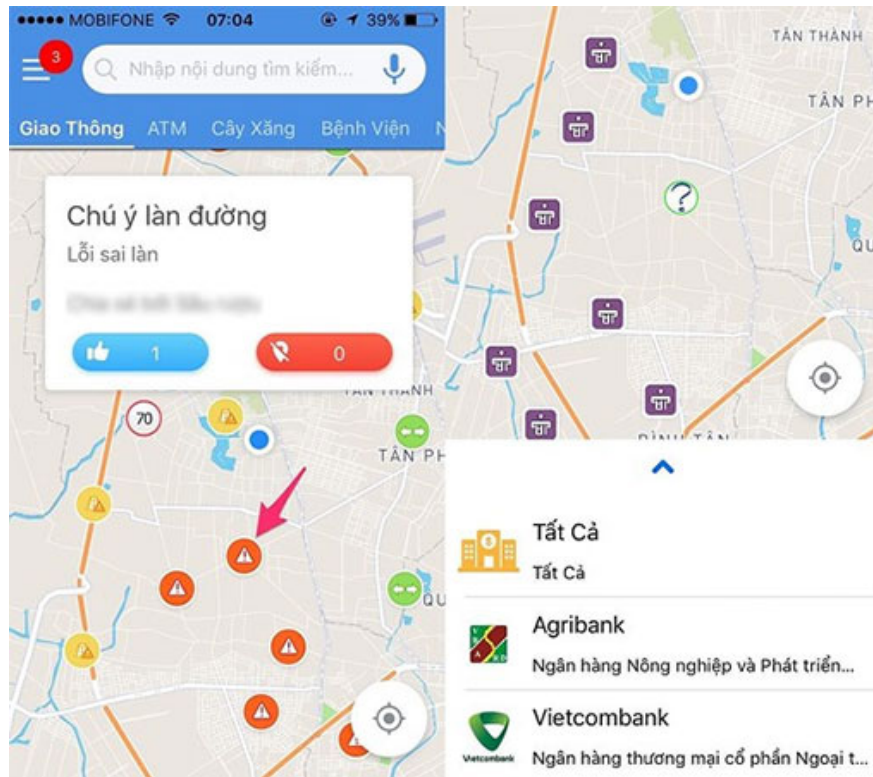 MOBIFONE 07:04 39%
3
Nhập nội dung tìm kiếm...
Giao Thông ATM Cây Xăng Bệnh Viện N
Chú ý làn đường
Lỗi sai làn
1 0
TÂN THÀNH
70
TÂN PH
QU
TÂN THÀNH
TÂN PH
?
QU
BÌNH TÂN
Tất Cả
Tất Cả
Agribank
Ngân hàng Nông nghiệp và Phát triển...
Vietcombank
Vietcombank
Ngân hàng thương mại cổ phần Ngoại t...